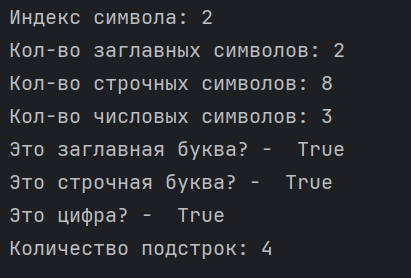 Индекс символа: 2
Кол-во заглавных символов: 2
Кол-во строчных символов: 8
Кол-во числовых символов: 3
Это заглавная буква? -  True
Это строчная буква? -  True
Это цифра? -  True
Количество подстрок: 4